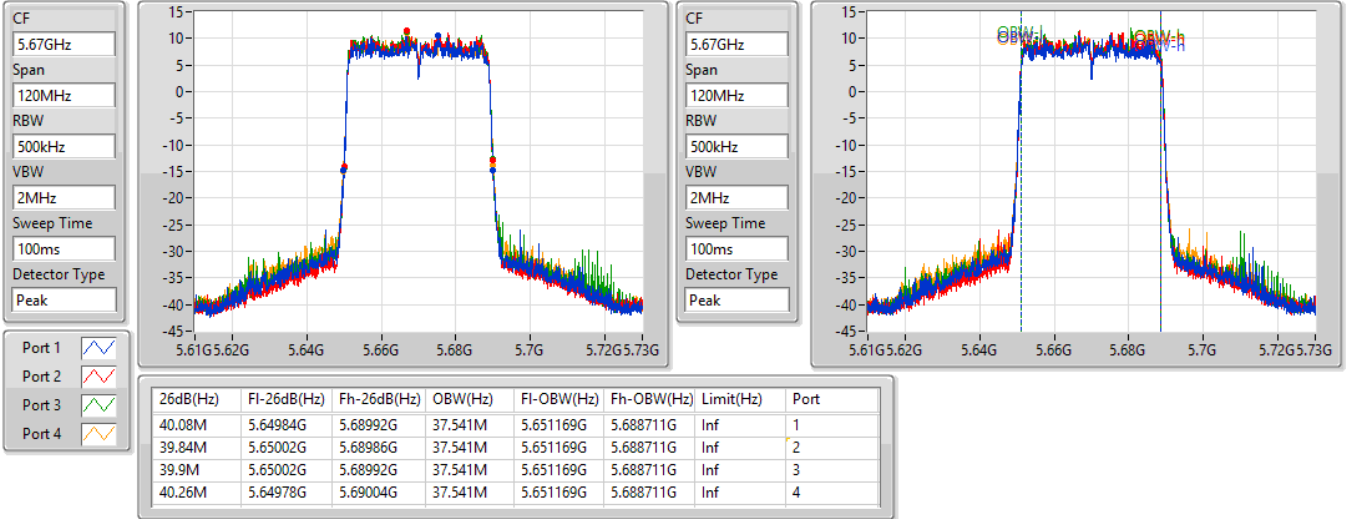 CF
5.67GHz
Span
120MHz
RBW
500kHz
VBW
2MHz
Sweep Time
100ms
Detector Type
Peak
15
10
5
0
-5
-10
-15
-20
-25
-30
-35
-40
-45
5.61G 5.62G 5.64G 5.66G 5.68G 5.7G 5.72G 5.73G
CF
5.67GHz
Span
120MHz
RBW
500kHz
VBW
2MHz
Sweep Time
100ms
Detector Type
Peak
15
10
5
0
-5
-10
-15
-20
-25
-30
-35
-40
-45
OBW-l
OBW-h
5.61G 5.62G 5.64G 5.66G 5.68G 5.7G 5.72G 5.73G
Port 1
Port 2
Port 3
Port 4
26dB(Hz) Fl-26dB(Hz) Fh-26dB(Hz) OBW(Hz) Fl-OBW(Hz) Fh-OBW(Hz) Limit(Hz) Port
40.08M 5.64984G 5.68992G 37.541M 5.651169G 5.688711G Inf 1
39.84M 5.65002G 5.68986G 37.541M 5.651169G 5.688711G Inf 2
39.9M 5.65002G 5.68992G 37.541M 5.651169G 5.688711G Inf 3
40.26M 5.64978G 5.69004G 37.541M 5.651169G 5.688711G Inf 4